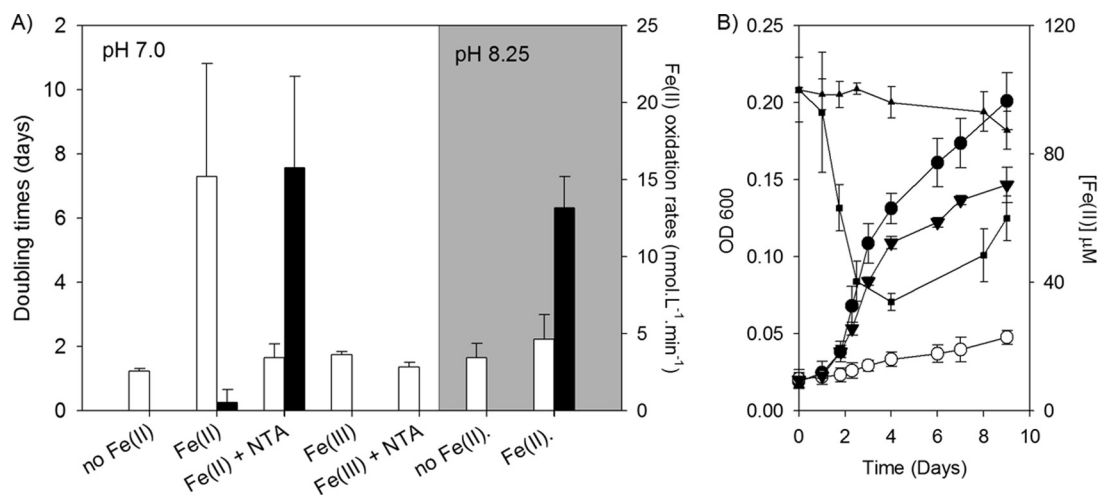 A)
pH 7.0
pH 8.25
2
10
8
6
4
2
0
Doubling times (days)
25
20
15
10
5
0
Fe(II) oxidation rates (nmol.L-1.min-1)
no Fe(II)
Fe(II)
Fe(II) + NTA
Fe(III)
Fe(III) + NTA
no Fe(II).
Fe(II).
B)
0.25
0.20
0.15
0.10
0.05
0.00
OD 600
120
80
40
0
[Fe(II)] µM
0 2 4 6 8 10
Time (Days)